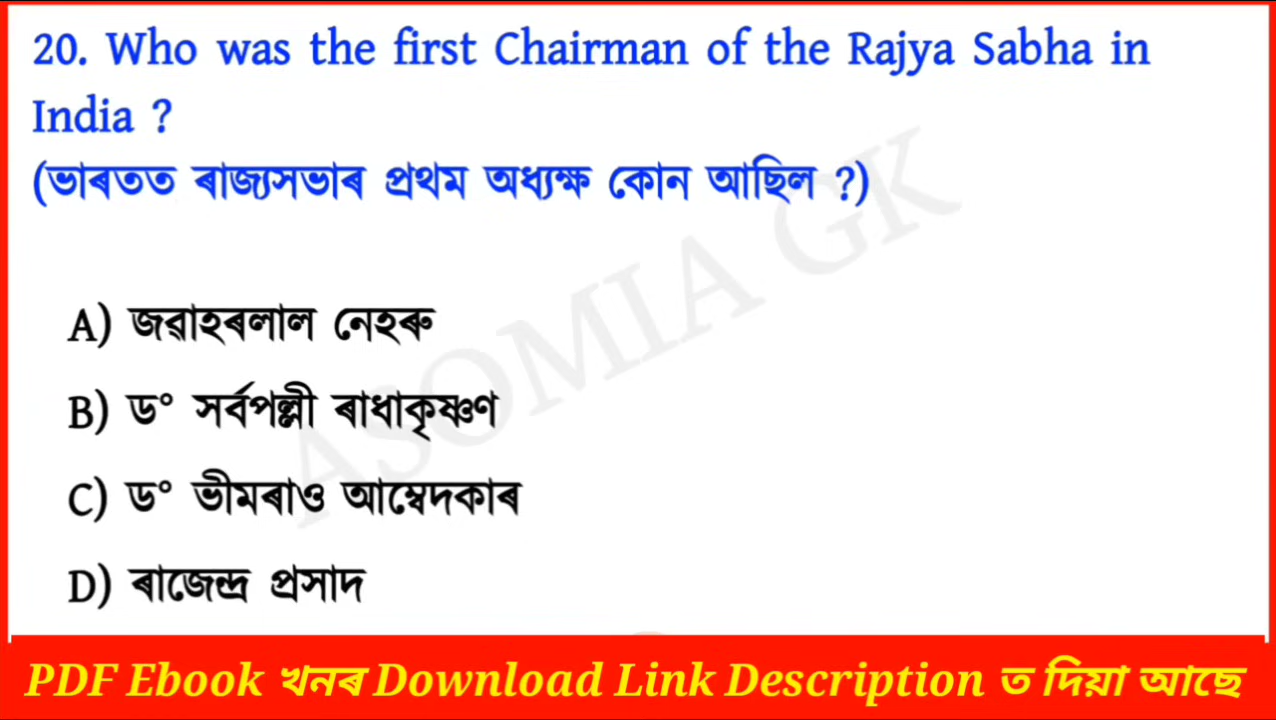 20. Who was the first Chairman of the Rajya Sabha in
India ?
(ভাৰতত ৰাজ্যসভাৰ প্ৰথম অধ্যক্ষ কোন আছিল ?)
A) জৱাহৰলাল নেহৰু
B) ড° সৰ্বপল্লী ৰাধাকৃষ্ণণ
C) ড° ভীমৰাও আম্বেদকাৰ
D) ৰাজেন্দ্ৰ প্ৰসাদ
ASOMIA GK
PDF Ebook খনৰ Download Link Description ত দিয়া আছে